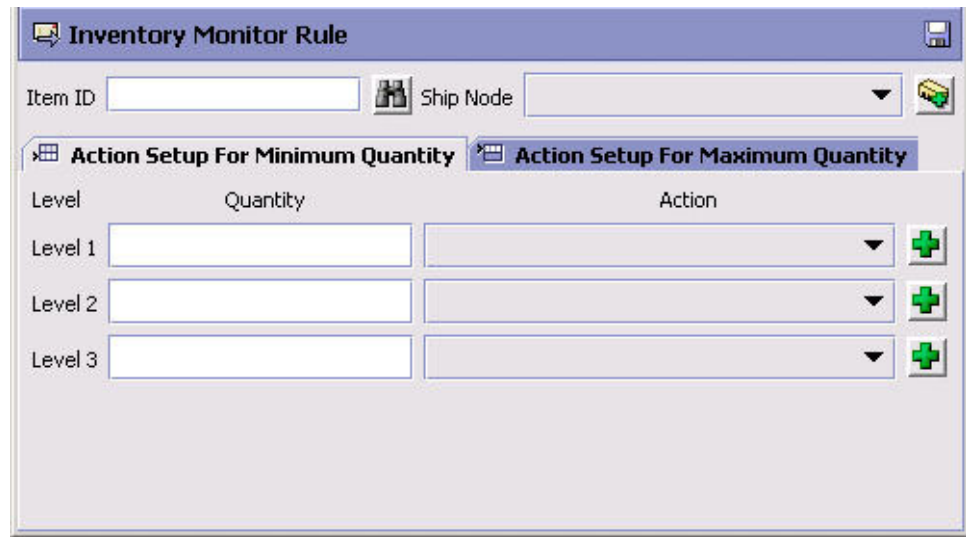 Inventory Monitor Rule
Item ID Ship Node
Action Setup For Minimum Quantity Action Setup For Maximum Quantity
Level Quantity Action
Level 1
Level 2
Level 3